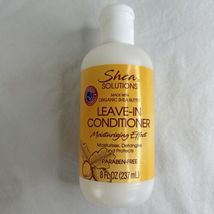 Shea
SOLUTIONS
MADE WITH
ORGANIC SHEA BUTTER
LEAVE-IN
CONDITIONER
Moisturizing Effect
Moisturizes, Detangles
and Protects
PARABEN-FREE
8 Fl OZ (237 mL)